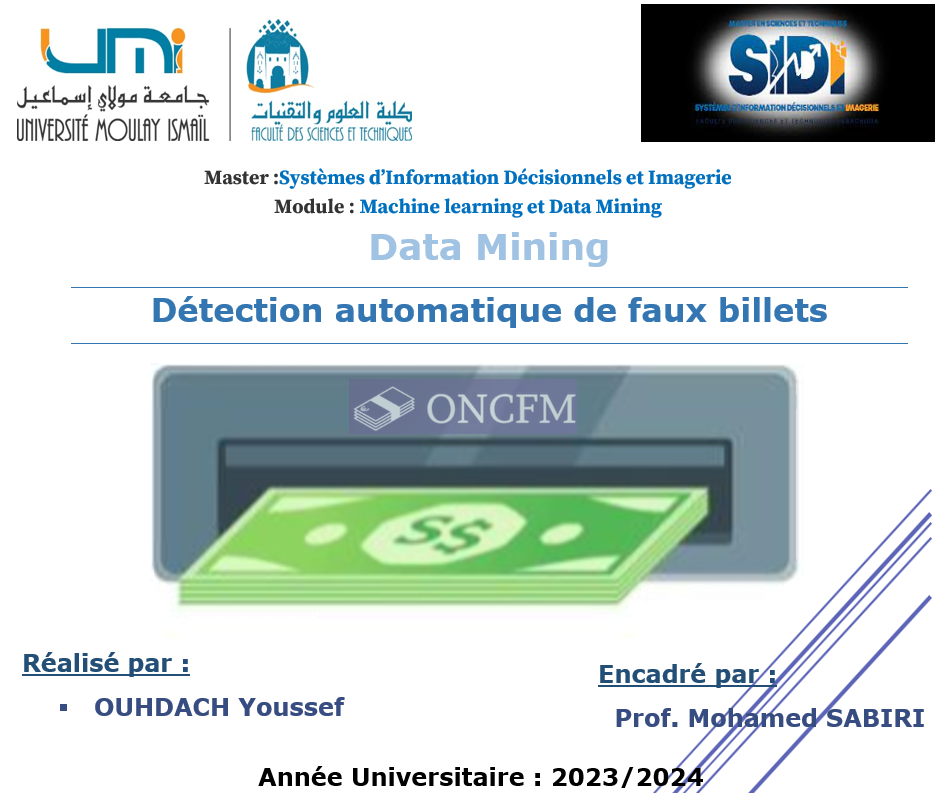 جامعة مولاي إسماعيل
UNIVERSITÉ MOULAY ISMAÏL
كلية العلوم والتقنيات
FACULTÉ DES SCIENCES ET TECHNIQUES
MASTER EN SCIENCES ET TECHNIQUES
SIDI
SYSTÈME D'INFORMATION DÉCISIONNELS ET IMAGERIE
Master :Systèmes d'Information Décisionnels et Imagerie
Module : Machine learning et Data Mining
Data Mining
Détection automatique de faux billets
ONCFM
S$
Réalisé par :
▪ OUHDACH Youssef
Encadré par :
Prof. Mohamed SABIRI
Année Universitaire : 2023/2024